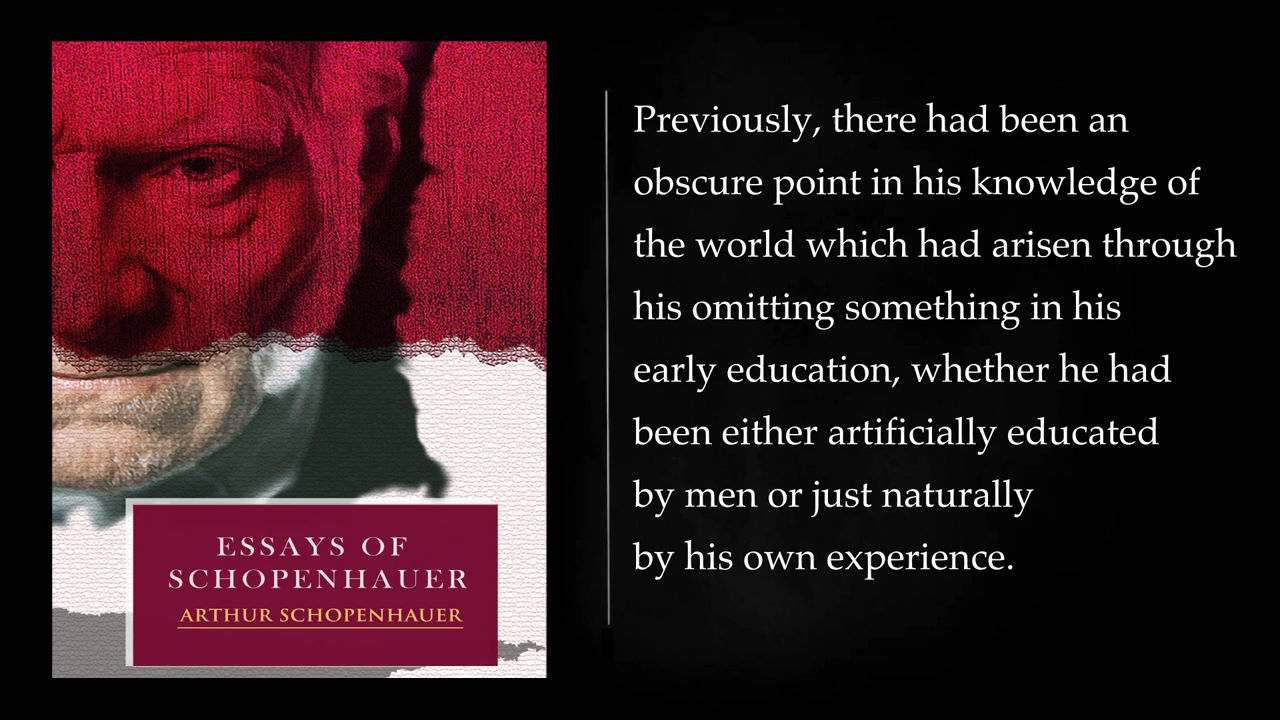 ESSAYS OF
SCHOPENHAUER
ARTHUR SCHOPENHAUER
Previously, there had been an
obscure point in his knowledge of
the world which had arisen through
his omitting something in his
early education, whether he had
been either artificially educated
by men or just naturally
by his own experience.